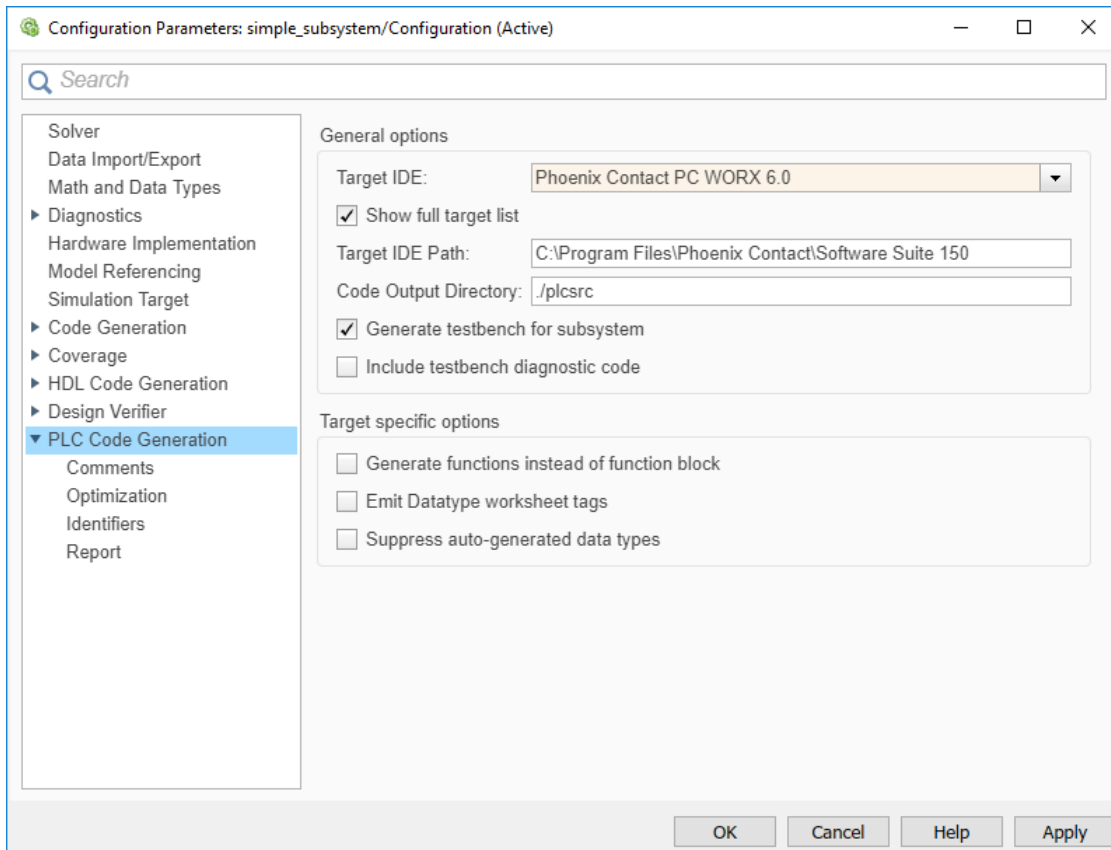 Configuration Parameters: simple_subsystem/Configuration (Active)
Search
Solver
Data Import/Export
Math and Data Types
Diagnostics
Hardware Implementation
Model Referencing
Simulation Target
Code Generation
Coverage
HDL Code Generation
Design Verifier
PLC Code Generation
Comments
Optimization
Identifiers
Report
General options
Target IDE: Phoenix Contact PC WORX 6.0
Show full target list
Target IDE Path: C:\Program Files\Phoenix Contact\Software Suite 150
Code Output Directory: ./plcsrc
Generate testbench for subsystem
Include testbench diagnostic code
Target specific options
Generate functions instead of function block
Emit Datatype worksheet tags
Suppress auto-generated data types
OK Cancel Help Apply